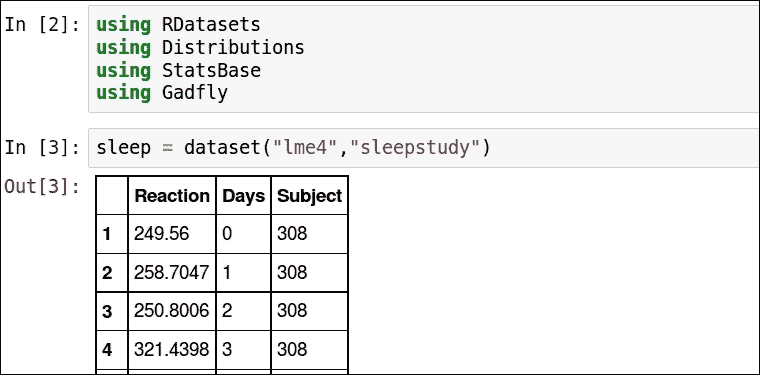 In [2]: using RDatasets
using Distributions
using StatsBase
using Gadfly
In [3]: sleep = dataset("lme4","sleepstudy")
Out[3]:
Reaction Days Subject
1 249.56 0 308
2 258.7047 1 308
3 250.8006 2 308
4 321.4398 3 308